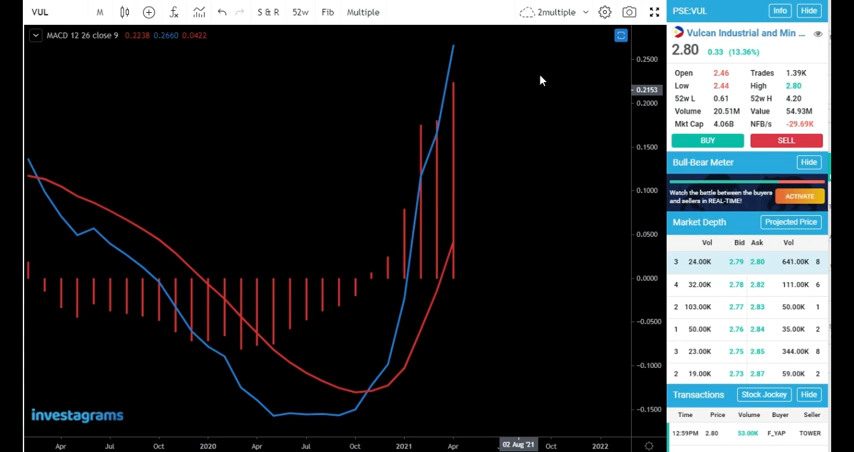 VUL M S & R 52w Fib Multiple 2multiple
MACD 12 26 close 9 0.2238 0.2660 0.0422
0.2500
0.2153
0.2000
0.1500
0.1000
0.0500
0.0000
−0.0500
−0.1000
−0.1500
investagrams
Apr Jul Oct 2020 Apr Jul Oct 2021 Apr 02 Aug '21 Oct 2022
PSE:VUL Info Hide
Vulcan Industrial and Min ...
2.80 0.33 (13.36%)
Open 2.46 Trades 1.39K
Low 2.44 High 2.80
52w L 0.61 52w H 4.20
Volume 20.51M Value 54.93M
Mkt Cap 4.06B NFB/s -29.69K
BUY SELL
Bull-Bear Meter Hide
Watch the battle between the buyers
and sellers in REAL-TIME!
ACTIVATE
Market Depth Projected Price
Vol Bid Ask Vol
3 24.00K 2.79 2.80 641.00K 8
4 32.00K 2.78 2.82 111.00K 6
2 103.00K 2.77 2.83 50.00K 1
1 50.00K 2.76 2.84 35.00K 2
3 23.00K 2.75 2.85 344.00K 8
2 19.00K 2.73 2.87 59.00K 2
Transactions Stock Jockey Hide
Time Price Volume Buyer Seller
12:59PM 2.80 53.00K F_YAP TOWER